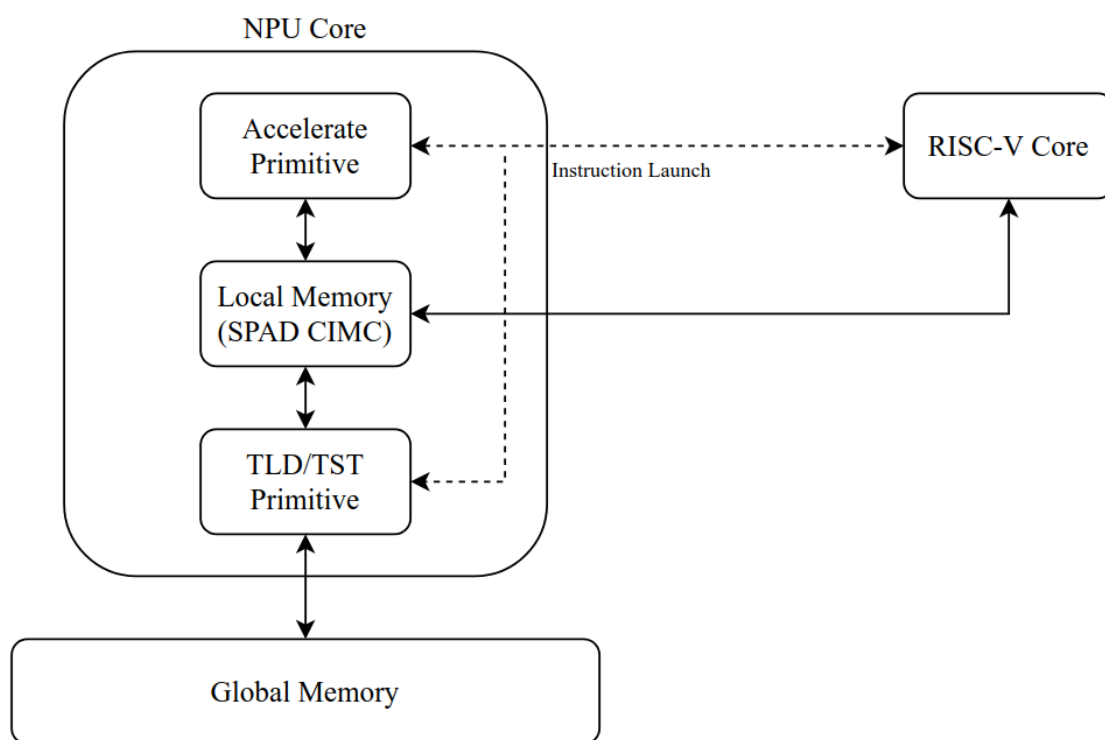 NPU Core
Accelerate
Primitive
RISC-V Core
Instruction Launch
Local Memory
(SPAD CIMC)
TLD/TST
Primitive
Global Memory